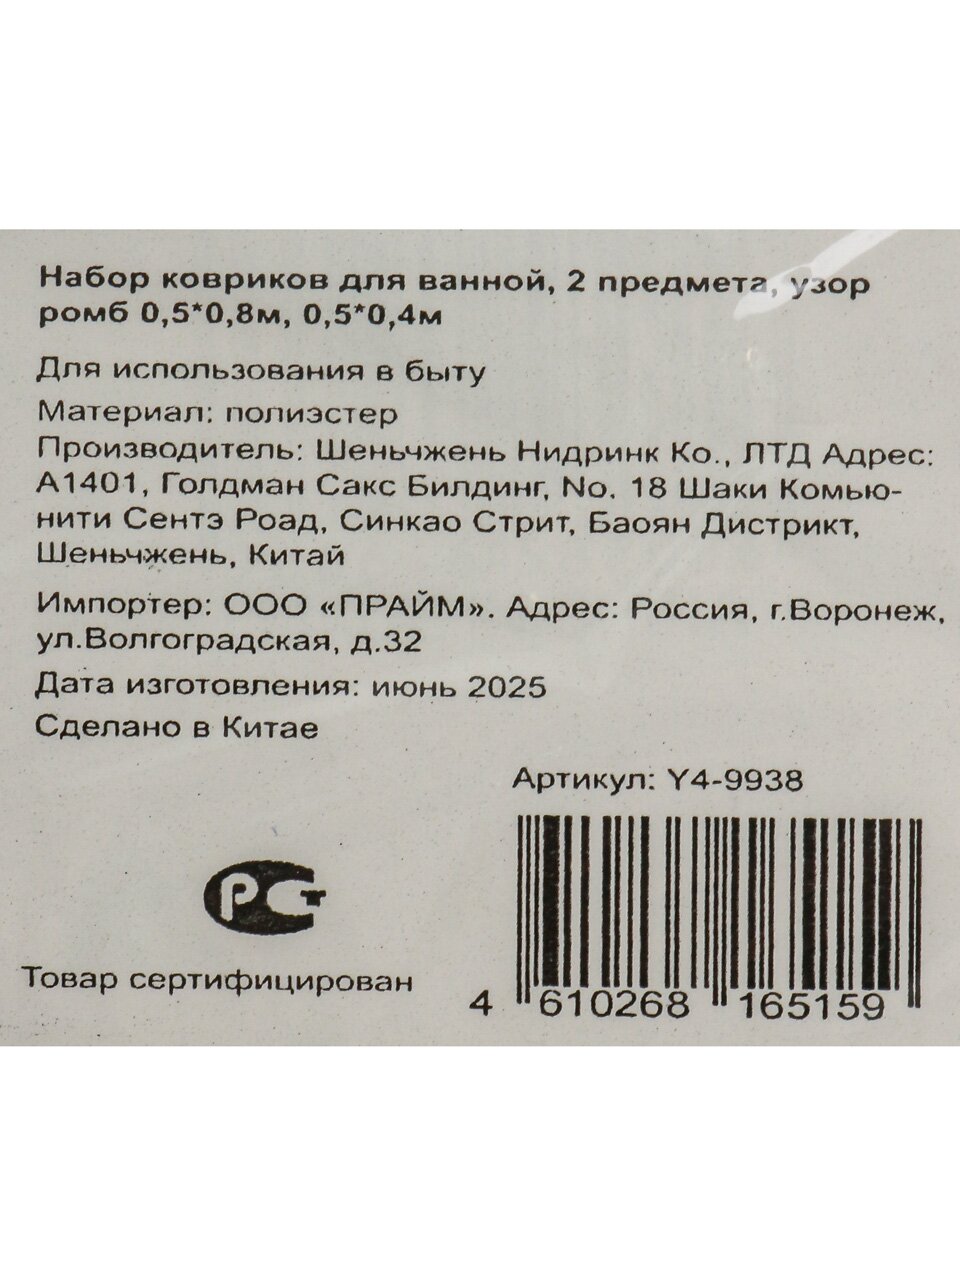 Набор ковриков для ванной, 2 предмета, узор
ромб 0,5*0,8м, 0,5*0,4м
Для использования в быту
Материал: полиэстер
Производитель: Шеньчжень Нидринк Ко., ЛТД Адрес:
А1401, Голдман Сакс Билдинг, No. 18 Шаки Комью-
нити Сентэ Роад, Синкао Стрит, Баоян Дистрикт,
Шеньчжень, Китай
Импортер: ООО «ПРАЙМ». Адрес: Россия, г.Воронеж,
ул.Волгоградская, д.32
Дата изготовления: июнь 2025
Сделано в Китае
Артикул: Y4-9938
РСТ
Товар сертифицирован
4 610268 165159